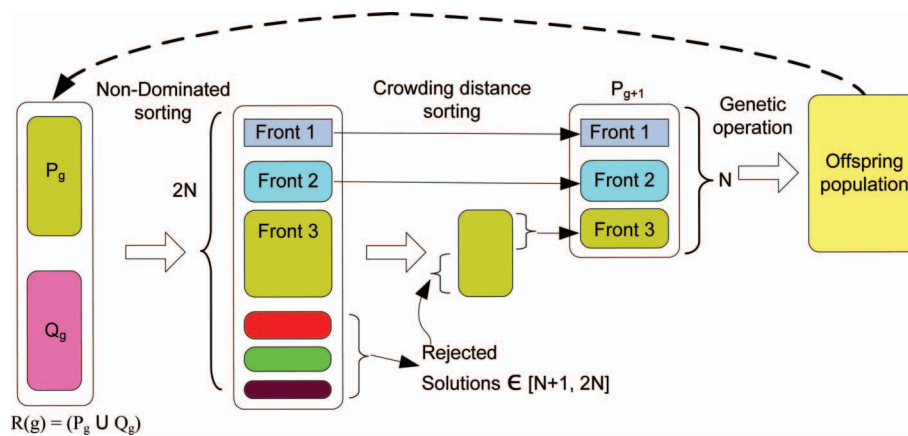 Non-Dominated
sorting
Crowding distance
sorting
P_{g+1}
Genetic
operation
P_g
Q_g
2N
Front 1
Front 2
Front 3
Front 1
Front 2
Front 3
N
Offspring
population
Rejected
Solutions ∈ [N+1, 2N]
R(g) = (P_g ∪ Q_g)